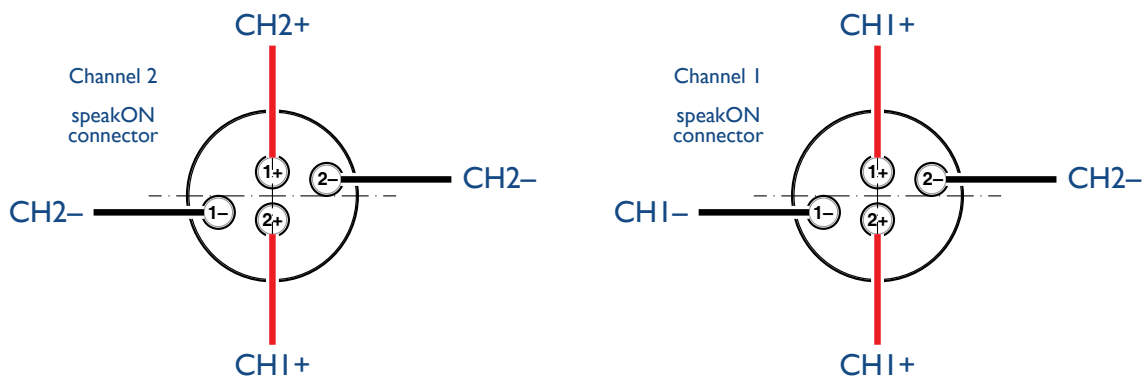 CH2+
Channel 2
speakON
connector
1+
2–
CH2–
CH2–
1–
2+
CH1+
CH1+
Channel 1
speakON
connector
1+
2–
CH2–
CH1–
1–
2+
CH1+